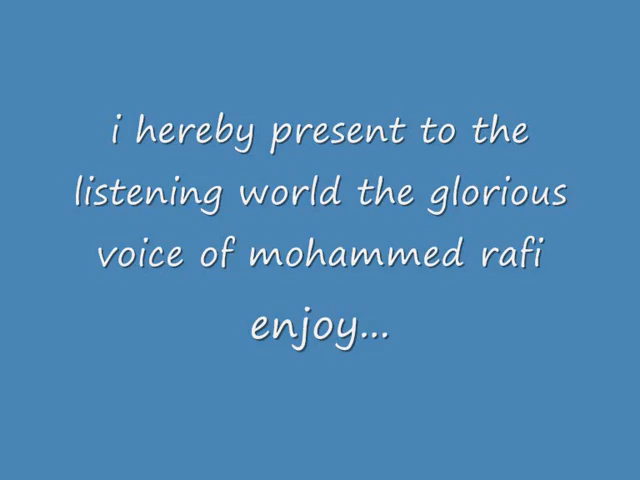 i hereby present to the
listening world the glorious
voice of mohammed rafi
enjoy...